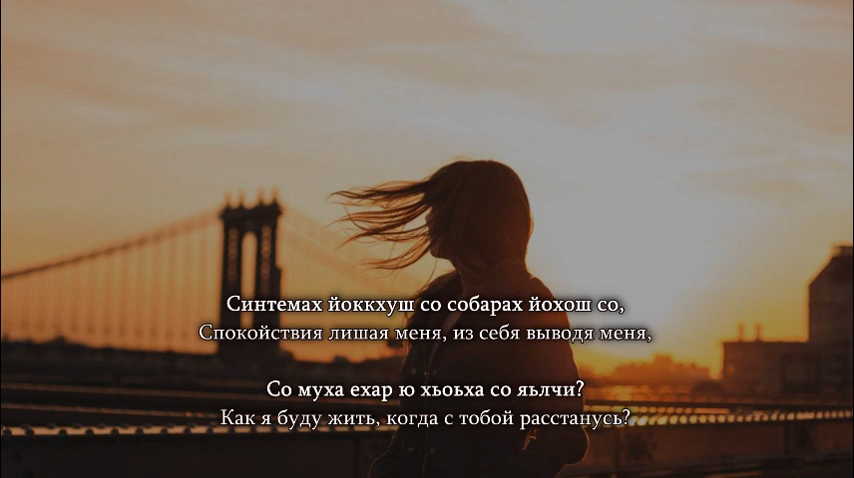 Синтемах йоккхуш со собарах йохош со,
Спокойствия лишая меня, из себя выводя меня,
Со муха ехар ю хьоьха со яьлчи?
Как я буду жить, когда с тобой расстанусь?